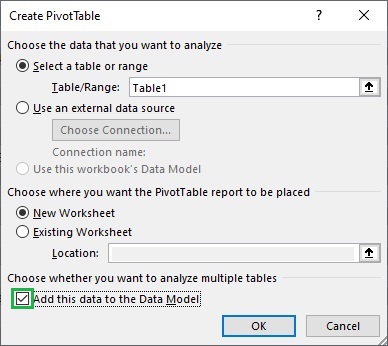 Create PivotTable
? ×
Choose the data that you want to analyze
Select a table or range
Table/Range: Table1
Use an external data source
Choose Connection...
Connection name:
Use this workbook's Data Model
Choose where you want the PivotTable report to be placed
New Worksheet
Existing Worksheet
Location:
Choose whether you want to analyze multiple tables
Add this data to the Data Model
OK Cancel